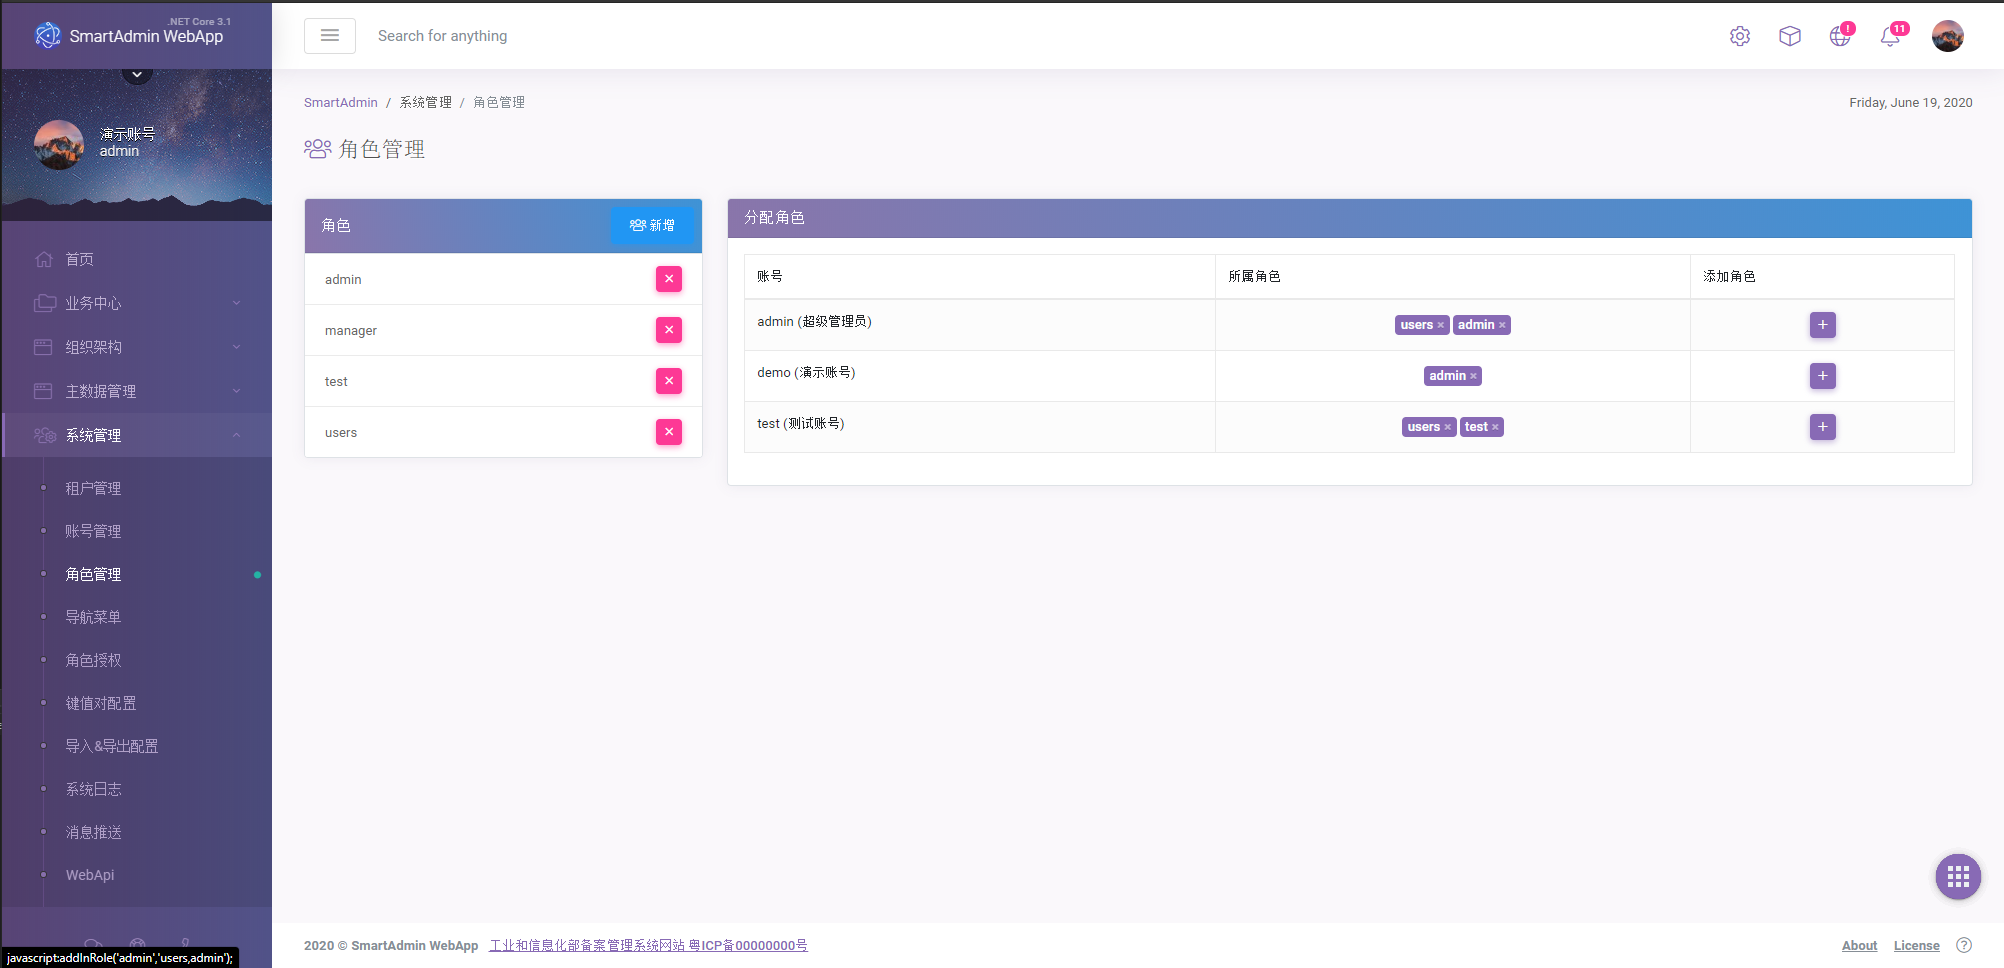 .NET Core 3.1
SmartAdmin WebApp
Search for anything
!
11
演示账号
admin
首页
业务中心
组织架构
主数据管理
系统管理
租户管理
账号管理
角色管理
导航菜单
角色授权
键值对配置
导入&导出配置
系统日志
消息推送
WebApi
SmartAdmin / 系统管理 / 角色管理
Friday, June 19, 2020
角色管理
角色
新增
admin
manager
test
users
分配角色
账号 所属角色 添加角色
admin (超级管理员) users × admin × +
demo (演示账号) admin × +
test (测试账号) users × test × +
2020 © SmartAdmin WebApp 工业和信息化部备案管理系统网站 粤ICP备00000000号
About License ?
javascript:addInRole('admin','users,admin');